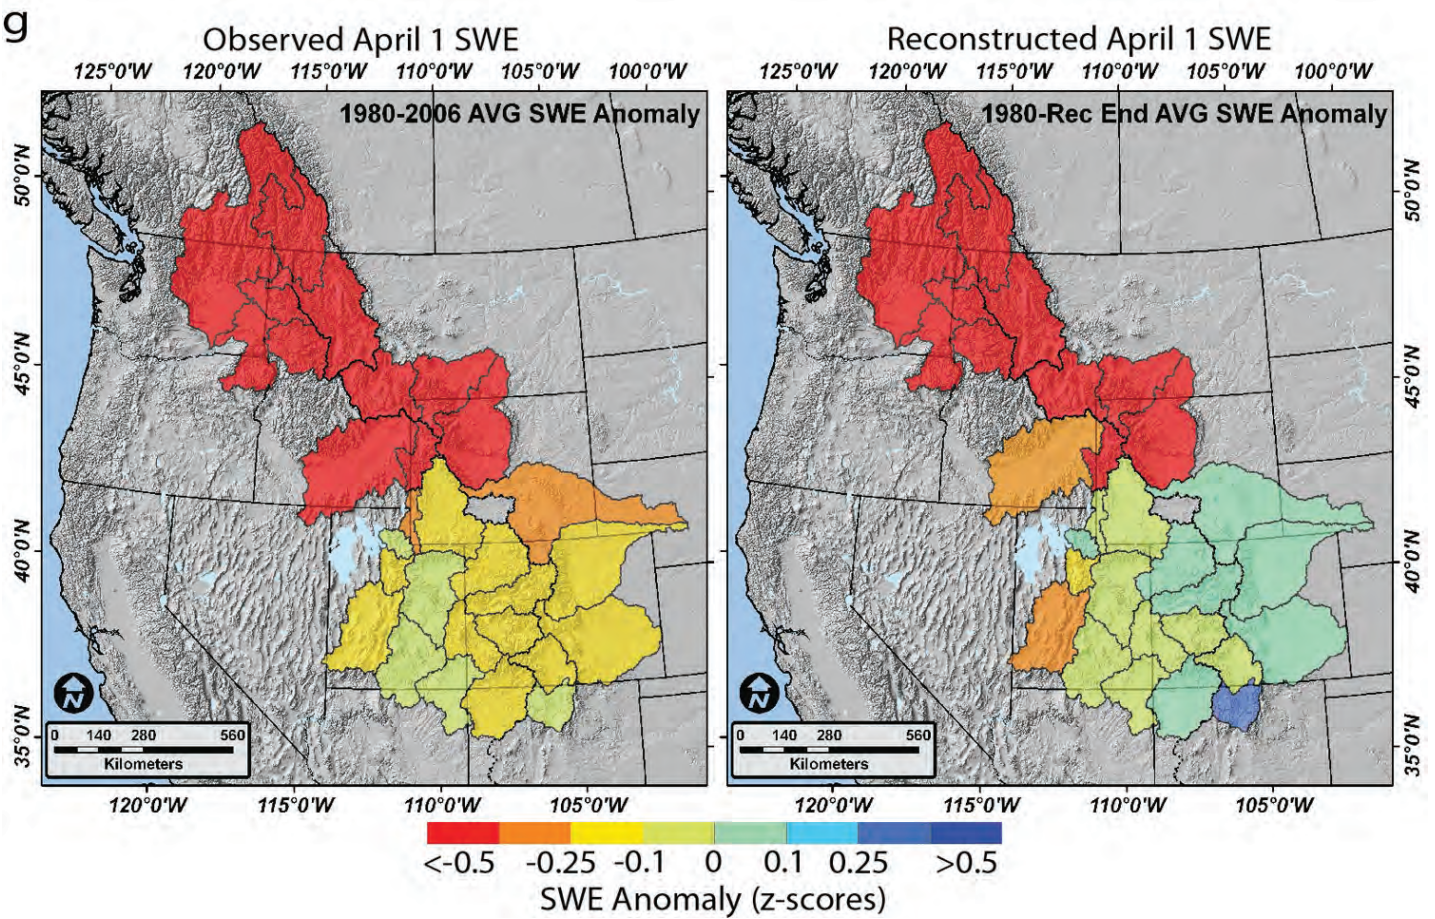 g
Observed April 1 SWE
Reconstructed April 1 SWE
125°0'W 120°0'W 115°0'W 110°0'W 105°0'W 100°0'W
125°0'W 120°0'W 115°0'W 110°0'W 105°0'W 100°0'W
1980-2006 AVG SWE Anomaly
1980-Rec End AVG SWE Anomaly
50°0'N
45°0'N
40°0'N
35°0'N
50°0'N
45°0'N
40°0'N
35°0'N
N
0 140 280 560
Kilometers
N
0 140 280 560
Kilometers
120°0'W 115°0'W 110°0'W 105°0'W
120°0'W 115°0'W 110°0'W 105°0'W
<-0.5 -0.25 -0.1 0 0.1 0.25 >0.5
SWE Anomaly (z-scores)